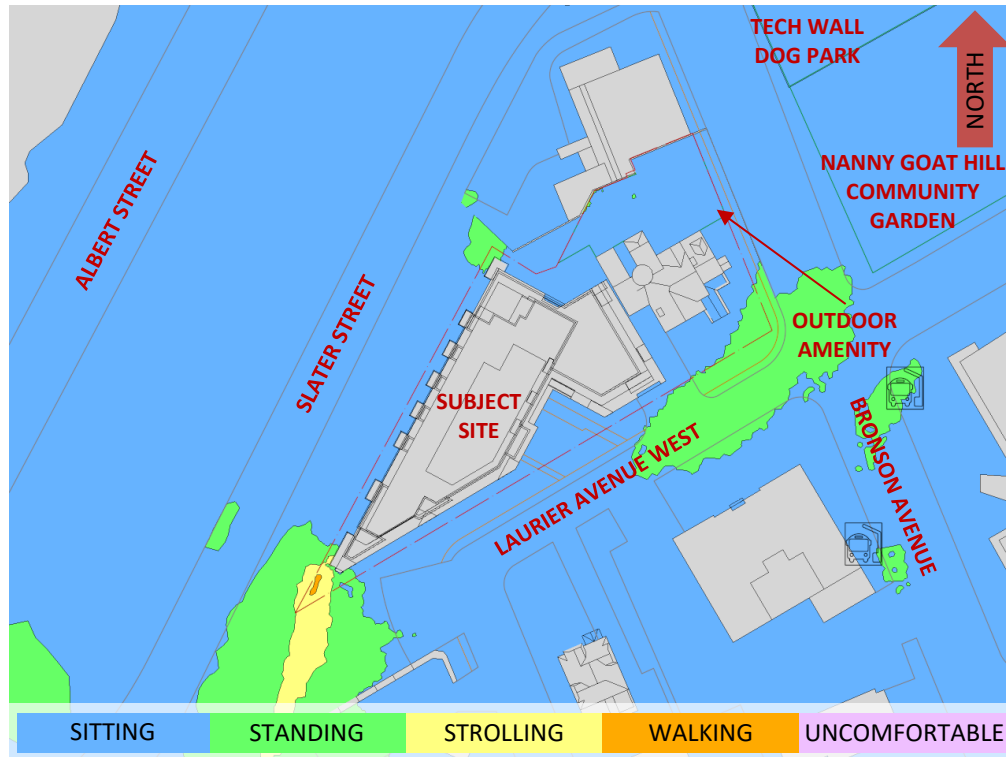 TECH WALL
DOG PARK
NORTH
NANNY GOAT HILL
COMMUNITY
GARDEN
ALBERT STREET
SLATER STREET
OUTDOOR
AMENITY
SUBJECT
SITE
LAURIER AVENUE WEST
BRONSON AVENUE
SITTING
STANDING
STROLLING
WALKING
UNCOMFORTABLE